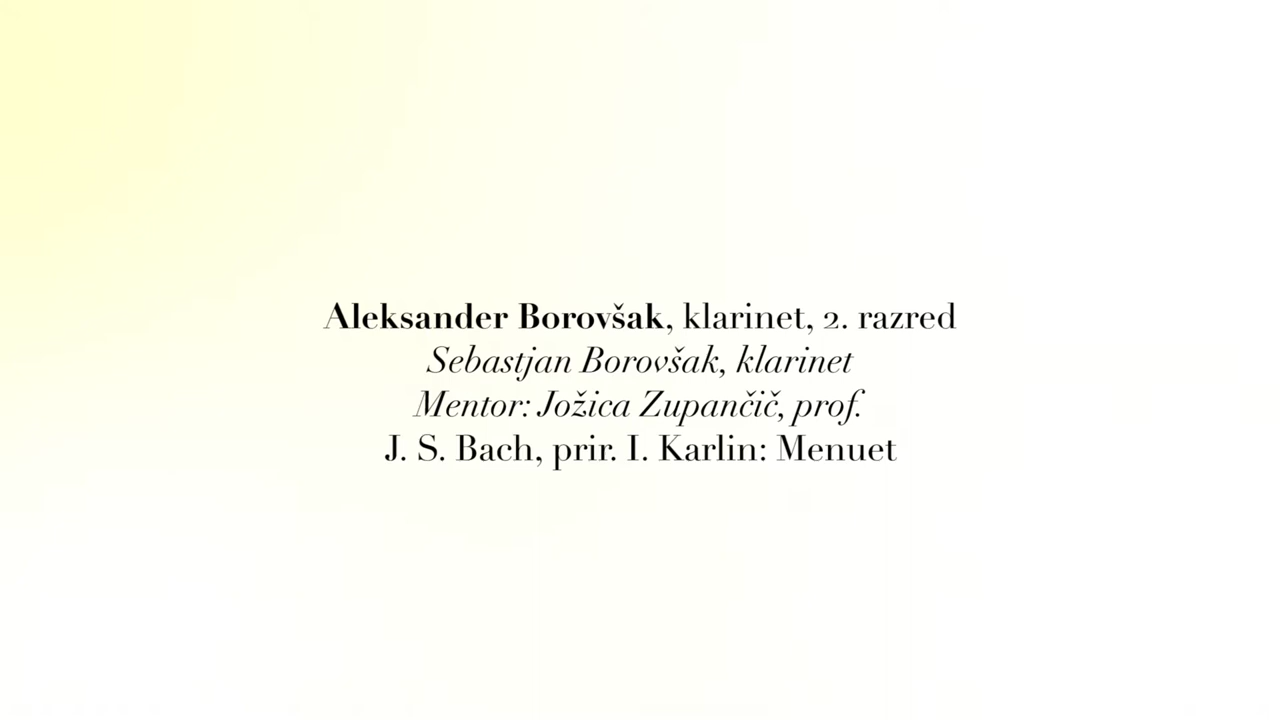 Aleksander Borovšak, klarinet, 2. razred
Sebastjan Borovšak, klarinet
Mentor: Jožica Zupančič, prof.
J. S. Bach, prir. I. Karlin: Menuet